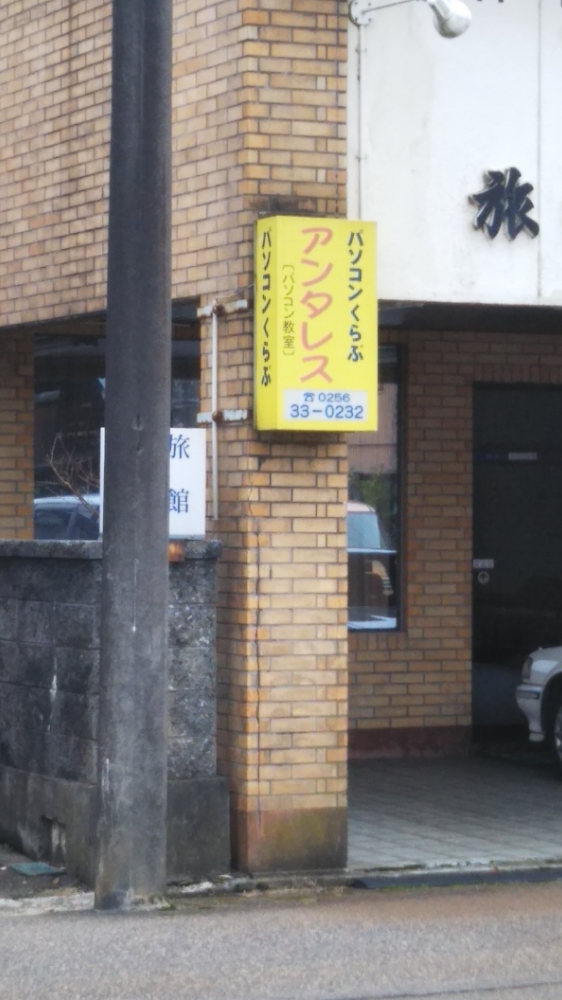 旅
パソコンくらぶ
アンタレス
[パソコン教室]
☎0256
33-0232
パソコンくらぶ
旅
館